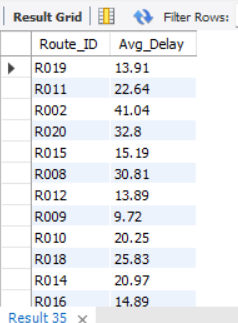 Result Grid Filter Rows:
Route_ID Avg_Delay
R019 13.91
R011 22.64
R002 41.04
R020 32.8
R015 15.19
R008 30.81
R012 13.89
R009 9.72
R010 20.25
R018 25.83
R014 20.97
R016 14.89
Result 35 ×